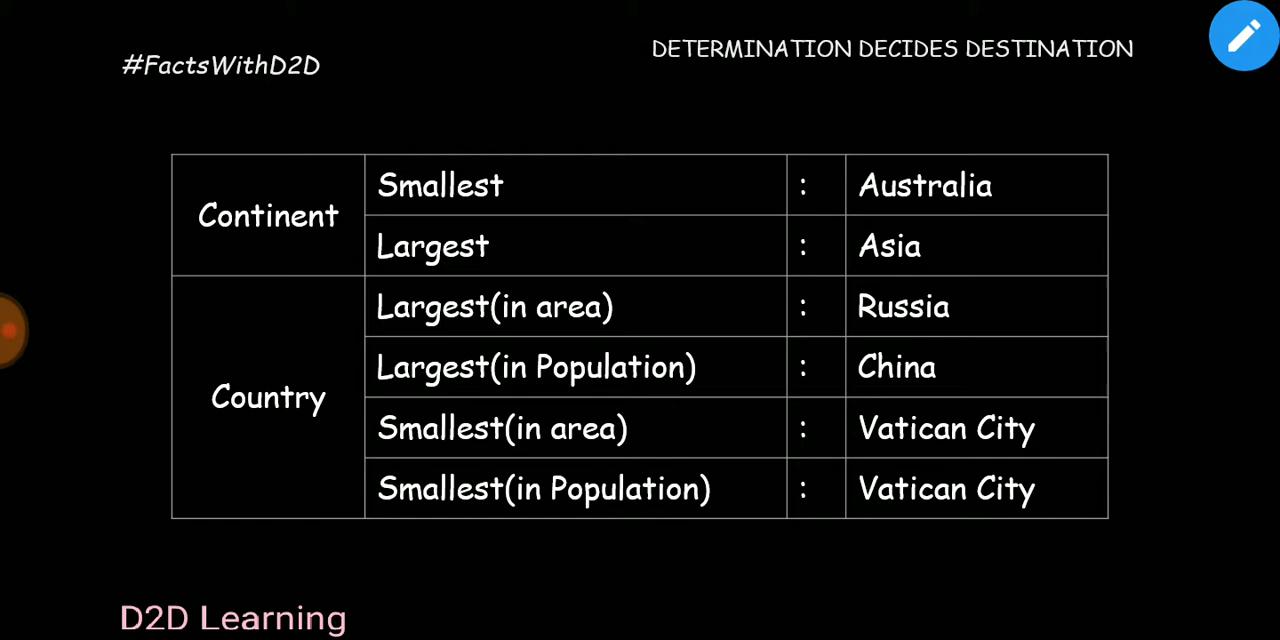 #FactsWithD2D
DETERMINATION DECIDES DESTINATION
Continent
Smallest : Australia
Largest : Asia
Country
Largest(in area) : Russia
Largest(in Population) : China
Smallest(in area) : Vatican City
Smallest(in Population) : Vatican City
D2D Learning